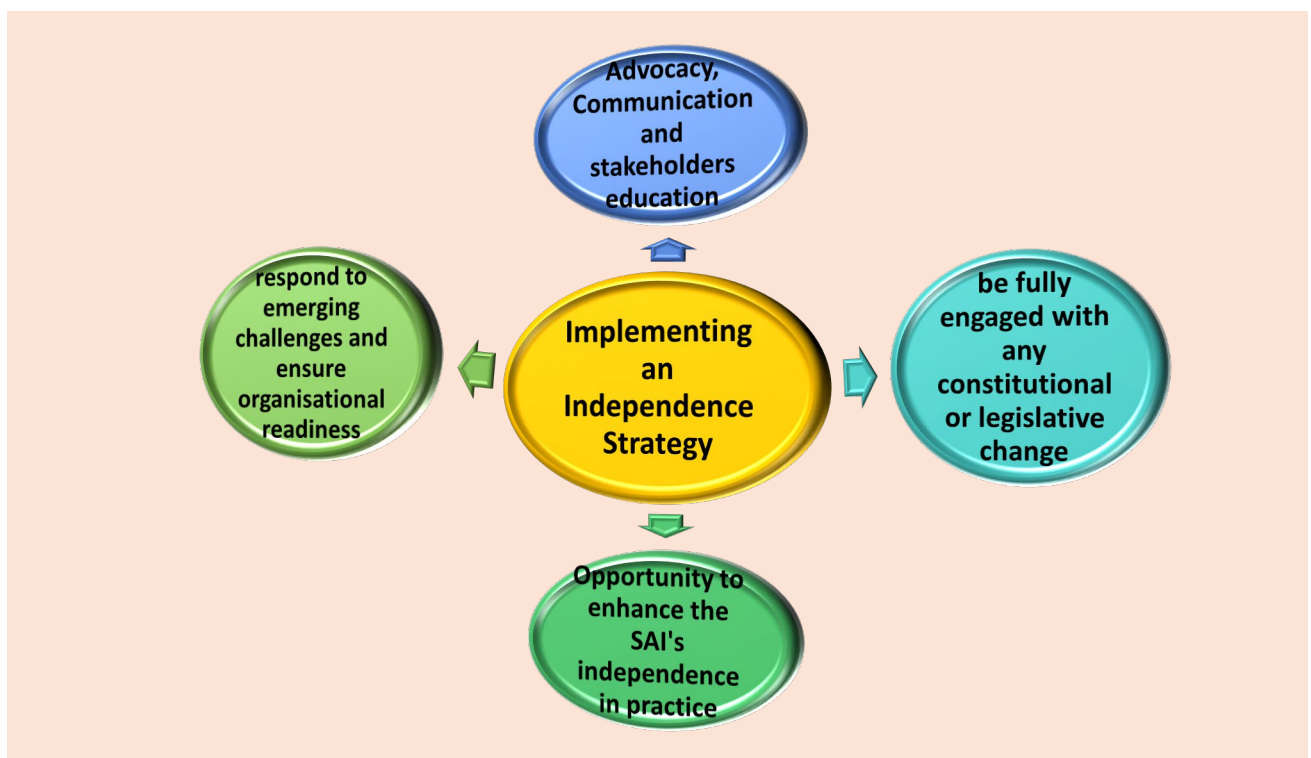 Advocacy,
Communication
and
stakeholders
education
respond to
emerging
challenges and
ensure
organisational
readiness
Implementing
an
Independence
Strategy
be fully
engaged with
any
constitutional
or legislative
change
Opportunity to
enhance the
SAI's
independence
in practice